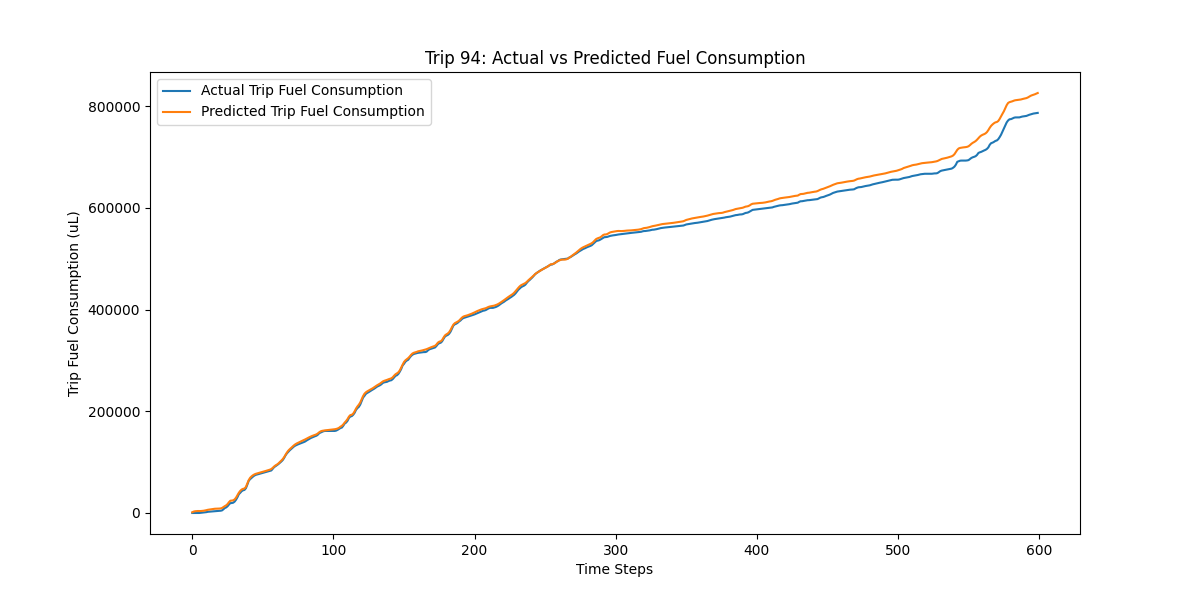 Trip 94: Actual vs Predicted Fuel Consumption
Actual Trip Fuel Consumption
Predicted Trip Fuel Consumption
Trip Fuel Consumption (uL)
800000
600000
400000
200000
0
0 100 200 300 400 500 600
Time Steps